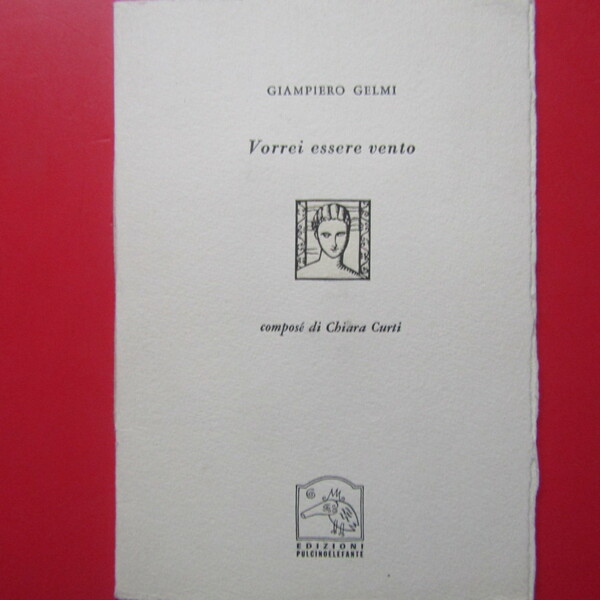 GIAMPIERO GELMI
Vorrei essere vento
composé di Chiara Curti
EDIZIONI
PULCINOELEFANTE